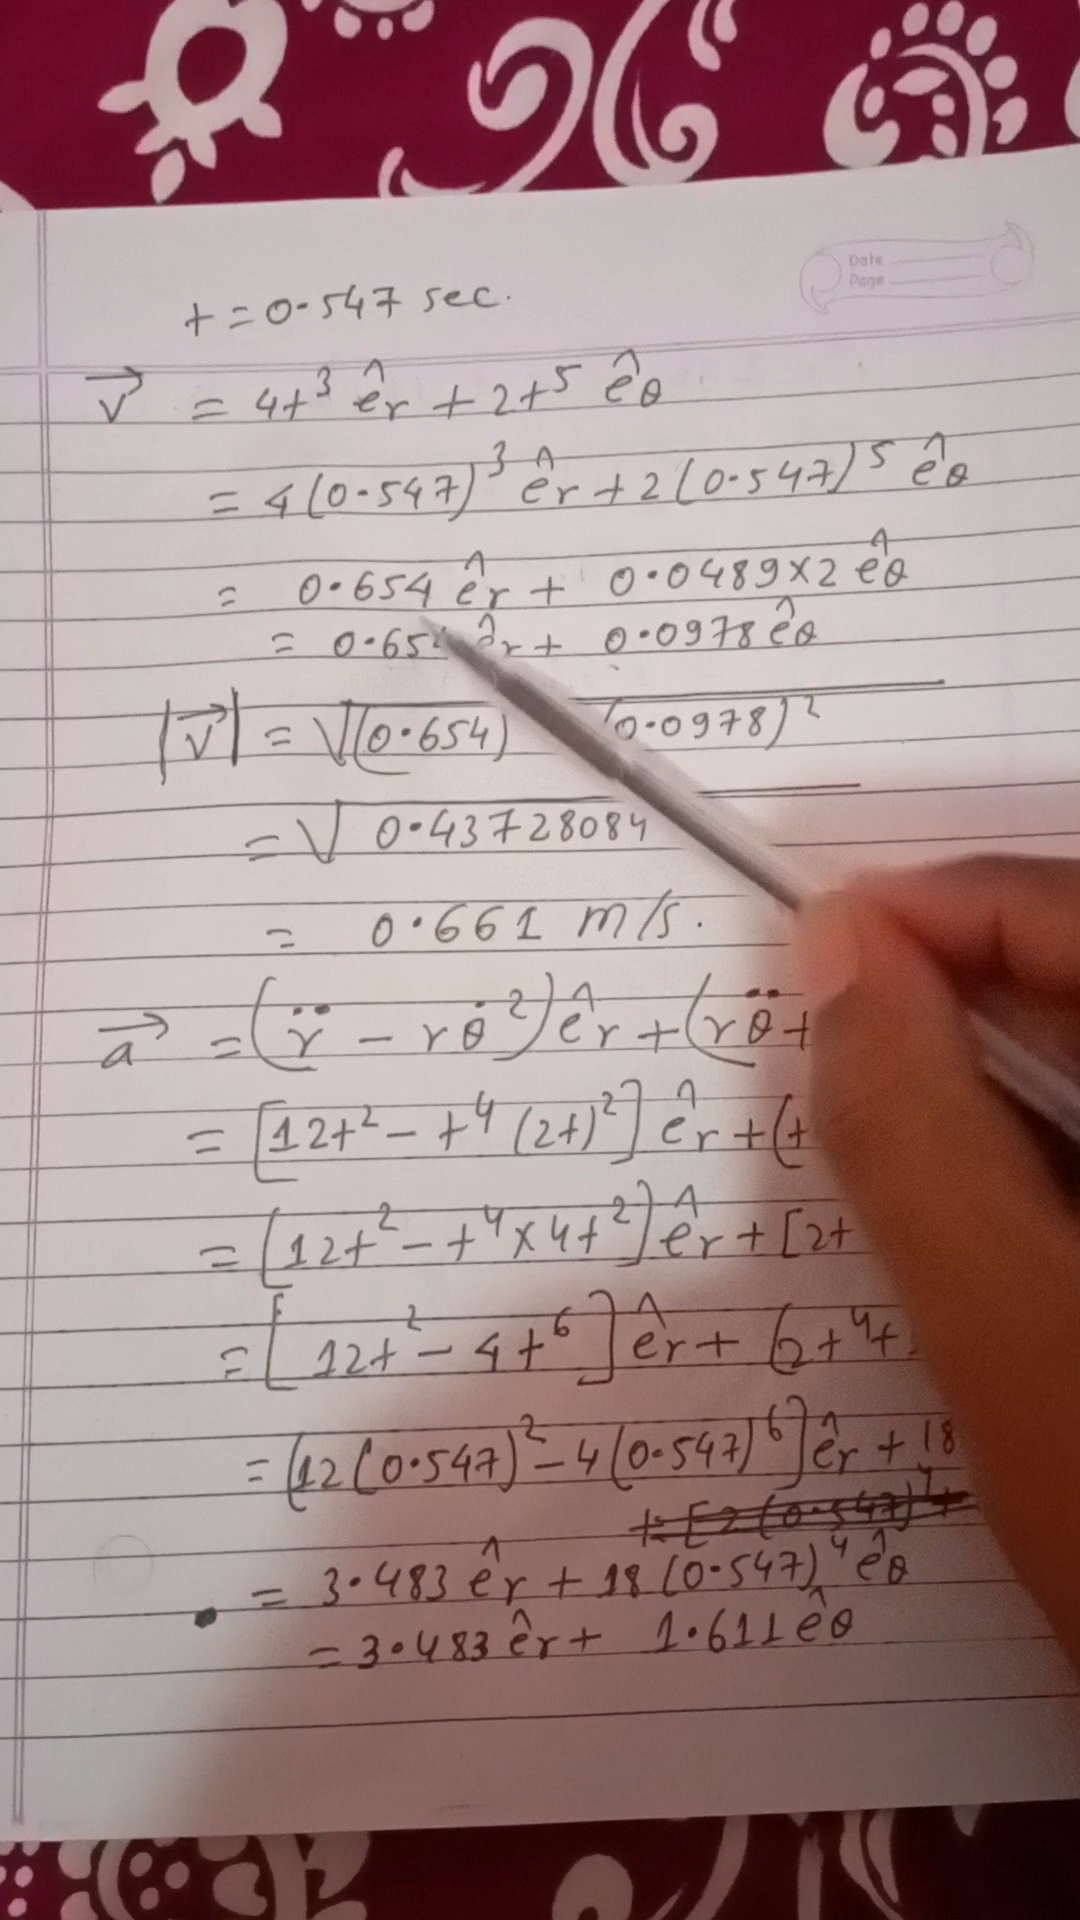 Date
Page
t = 0.547 sec.
v⃗ = 4t³ êr + 2t⁵ êθ
= 4(0.547)³ êr + 2(0.547)⁵ êθ
= 0.654 êr + 0.0489×2 êθ
= 0.65 êr + 0.0978 êθ
|v⃗| = √(0.654) (0.0978)²
= √0.43728084
= 0.661 m/s.
a⃗ = (r̈ - rθ̇²) êr + (rθ̈ +
= [12t² - t⁴ (2t)²] êr + (t
= [12t² - t⁴×4t²) êr + [2t
= [12t² - 4t⁶] êr + (2t⁴+
= (12(0.547)² - 4(0.547)⁶] êr + 18
= 3.483 êr + 18(0.547)⁴ êθ
= 3.483 êr + 1.611 êθ